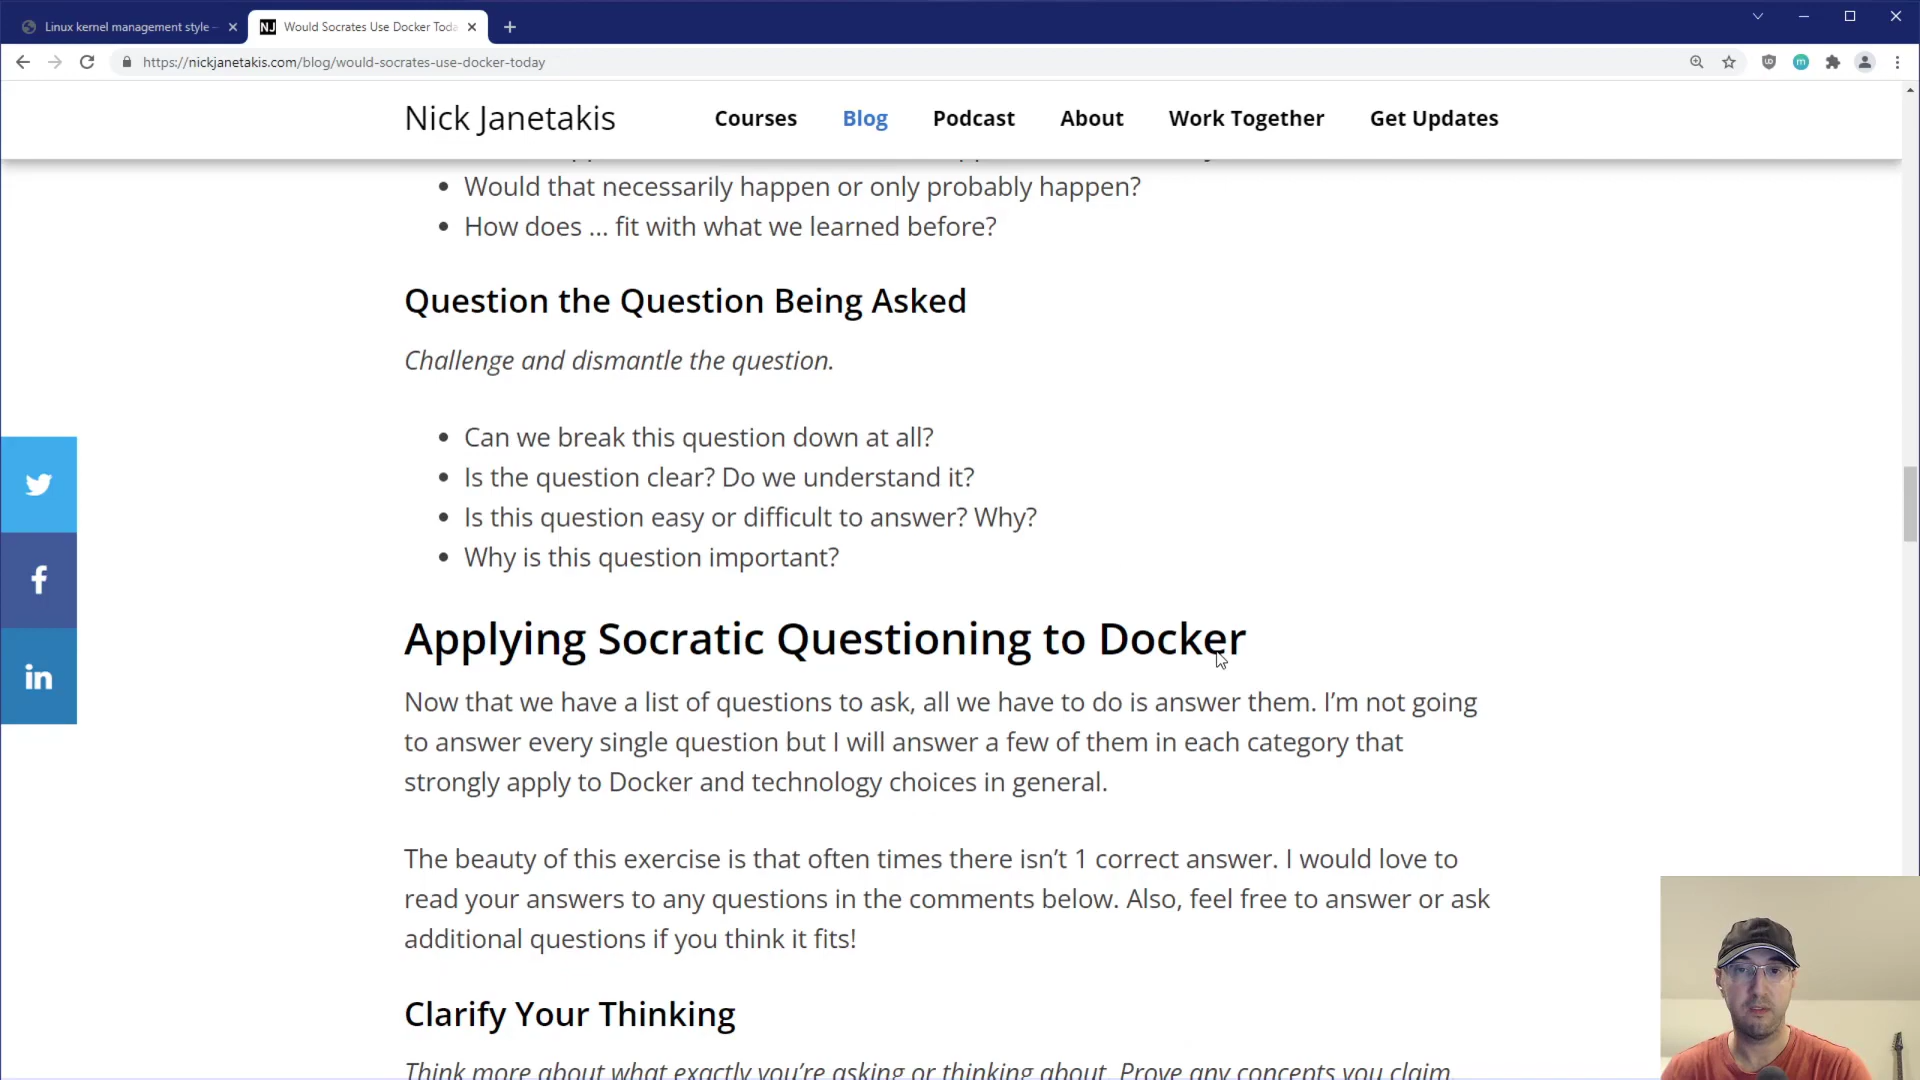 Linux kernel management style -
NJ Would Socrates Use Docker Toda
https://nickjanetakis.com/blog/would-socrates-use-docker-today
Nick Janetakis Courses Blog Podcast About Work Together Get Updates
Would that necessarily happen or only probably happen?
How does ... fit with what we learned before?
Question the Question Being Asked
Challenge and dismantle the question.
Can we break this question down at all?
Is the question clear? Do we understand it?
Is this question easy or difficult to answer? Why?
Why is this question important?
Applying Socratic Questioning to Docker
Now that we have a list of questions to ask, all we have to do is answer them. I’m not going
to answer every single question but I will answer a few of them in each category that
strongly apply to Docker and technology choices in general.
The beauty of this exercise is that often times there isn’t 1 correct answer. I would love to
read your answers to any questions in the comments below. Also, feel free to answer or ask
additional questions if you think it fits!
Clarify Your Thinking
Think more about what exactly you’re asking or thinking about. Prove any concepts you claim.